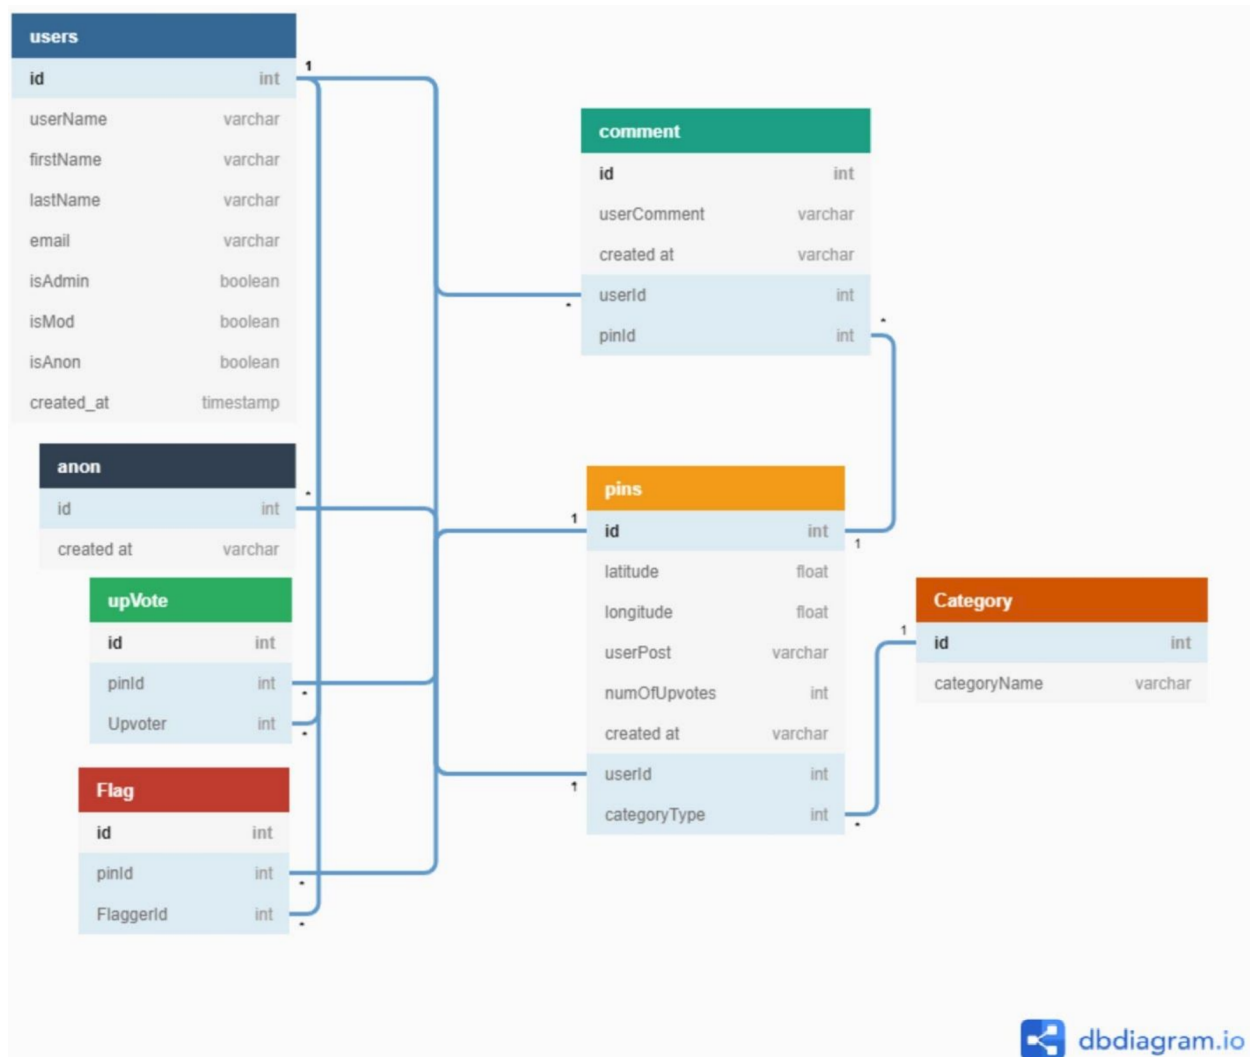 users
id int
userName varchar
firstName varchar
lastName varchar
email varchar
isAdmin boolean
isMod boolean
isAnon boolean
created_at timestamp
1
comment
id int
userComment varchar
created at varchar
userId int
pinId int
*
*
anon
id int
created at varchar
*
pins
id int
latitude float
longitude float
userPost varchar
numOfUpvotes int
created at varchar
userId int
categoryType int
1
1
1
*
upVote
id int
pinId int
Upvoter int
*
*
Category
id int
categoryName varchar
1
Flag
id int
pinId int
FlaggerId int
*
*
dbdiagram.io